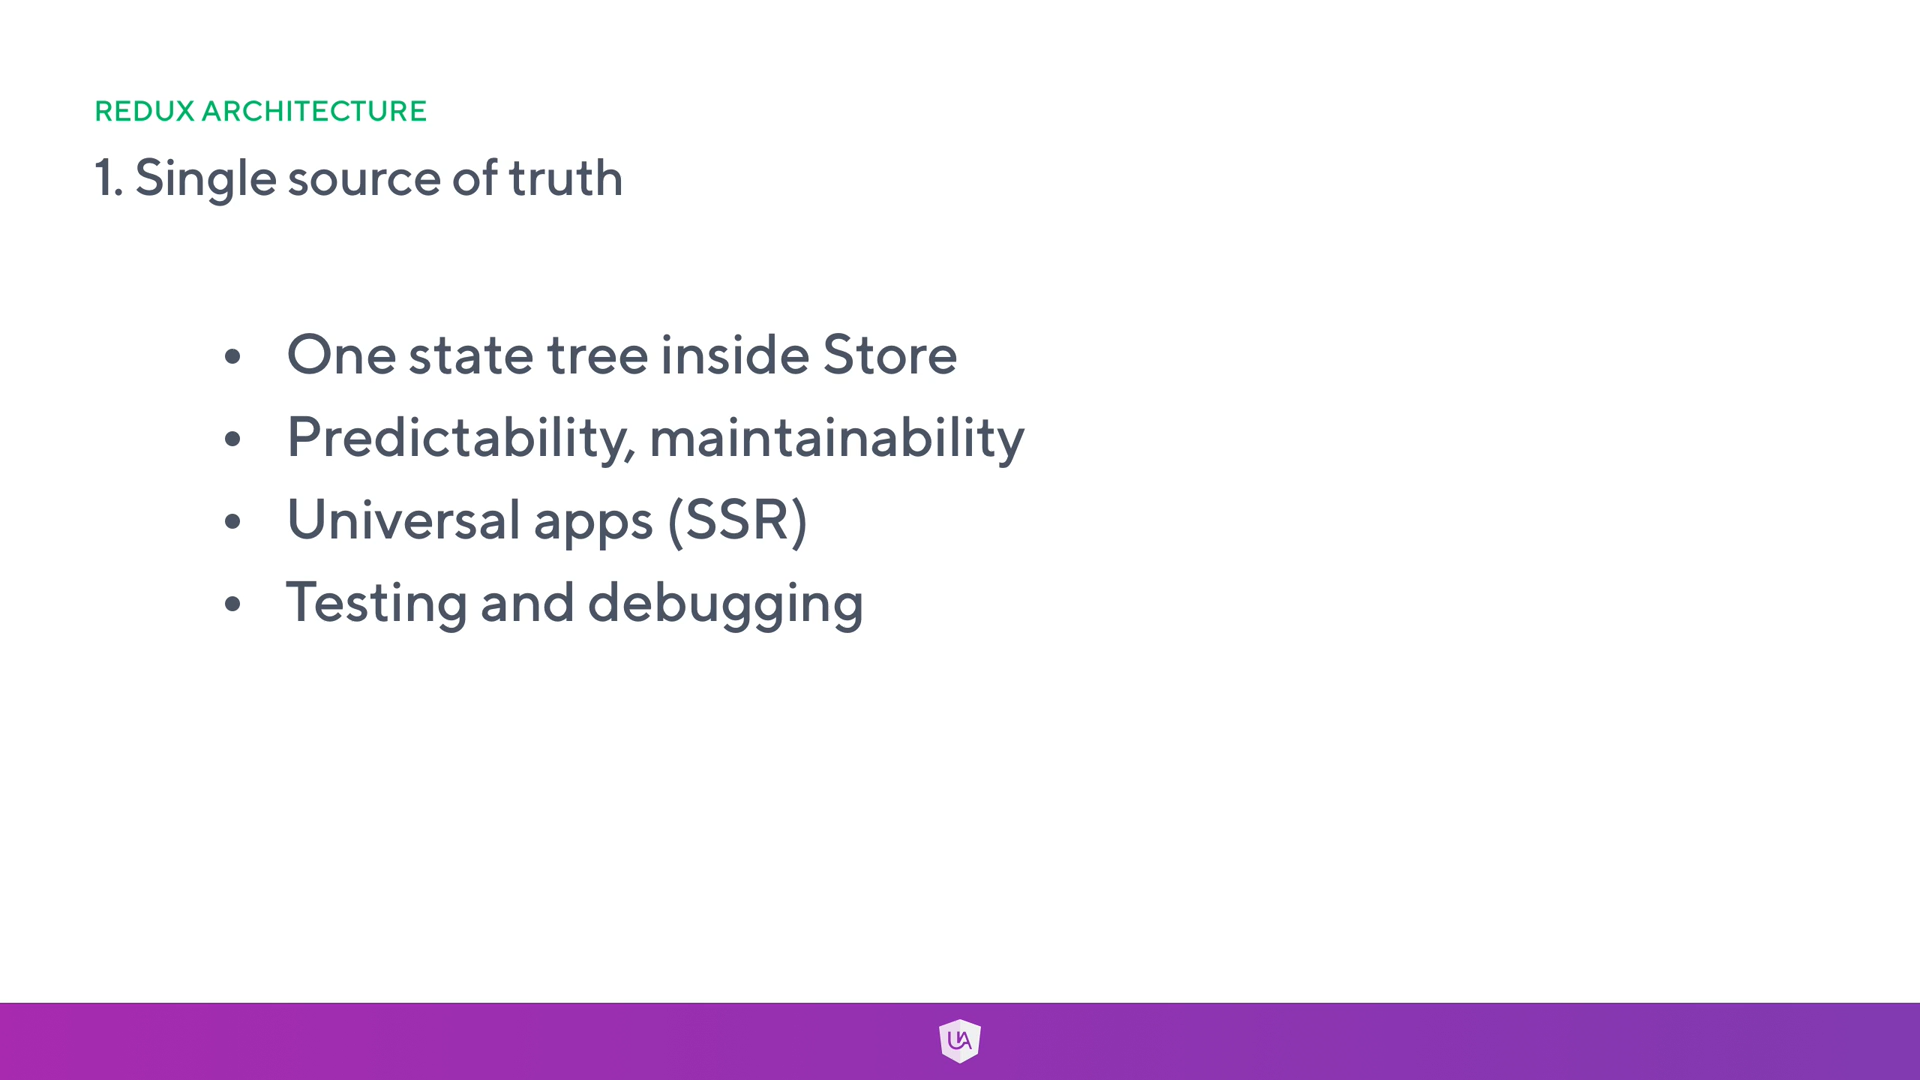 REDUX ARCHITECTURE
1. Single source of truth
• One state tree inside Store
• Predictability, maintainability
• Universal apps (SSR)
• Testing and debugging
UA